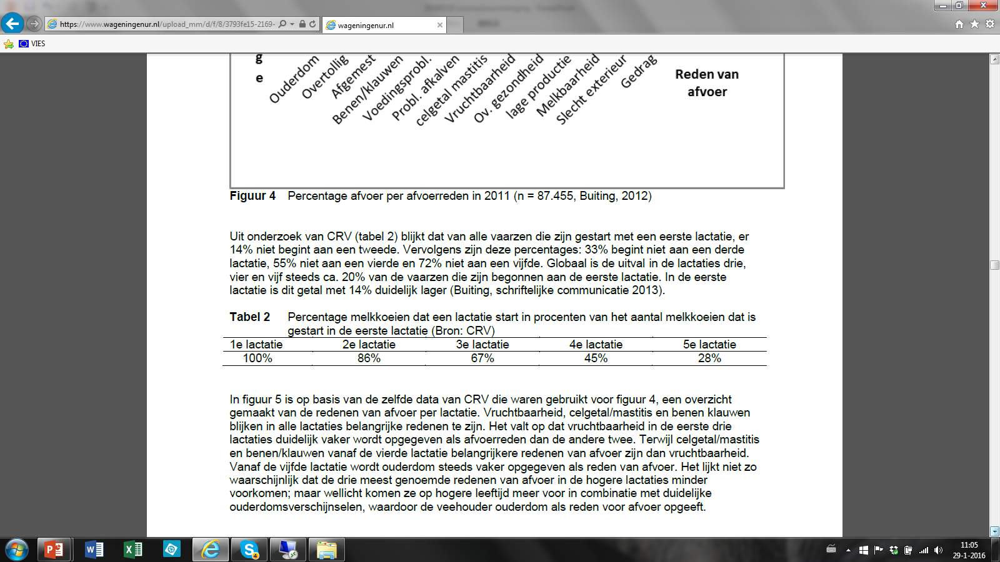 https://www.wageningenur.nl/upload_mm/d/f/8/3793fe15-2169-
wageningenur.nl
VIES
g
e
Ouderdom
Overtollig
Afgemest
Benen/klauwen
Voedingsprobl.
Probl. afkalven
celgetal mastitis
Vruchtbaarheid
Ov. gezondheid
lage productie
Melkbaarheid
Slecht exterieur
Gedrag
Reden van
afvoer
Figuur 4 Percentage afvoer per afvoerreden in 2011 (n = 87.455, Buiting, 2012)
Uit onderzoek van CRV (tabel 2) blijkt dat van alle vaarzen die zijn gestart met een eerste lactatie, er
14% niet begint aan een tweede. Vervolgens zijn deze percentages: 33% begint niet aan een derde
lactatie, 55% niet aan een vierde en 72% niet aan een vijfde. Globaal is de uitval in de lactaties drie,
vier en vijf steeds ca. 20% van de vaarzen die zijn begonnen aan de eerste lactatie. In de eerste
lactatie is dit getal met 14% duidelijk lager (Buiting, schriftelijke communicatie 2013).
Tabel 2 Percentage melkkoeien dat een lactatie start in procenten van het aantal melkkoeien dat is
gestart in de eerste lactatie (Bron: CRV)
1e lactatie 2e lactatie 3e lactatie 4e lactatie 5e lactatie
100% 86% 67% 45% 28%
In figuur 5 is op basis van de zelfde data van CRV die waren gebruikt voor figuur 4, een overzicht
gemaakt van de redenen van afvoer per lactatie. Vruchtbaarheid, celgetal/mastitis en benen klauwen
blijken in alle lactaties belangrijke redenen te zijn. Het valt op dat vruchtbaarheid in de eerste drie
lactaties duidelijk vaker wordt opgegeven als afvoerreden dan de andere twee. Terwijl celgetal/mastitis
en benen/klauwen vanaf de vierde lactatie belangrijkere redenen van afvoer zijn dan vruchtbaarheid.
Vanaf de vijfde lactatie wordt ouderdom steeds vaker opgegeven als reden van afvoer. Het lijkt niet zo
waarschijnlijk dat de drie meest genoemde redenen van afvoer in de hogere lactaties minder
voorkomen; maar wellicht komen ze op hogere leeftijd meer voor in combinatie met duidelijke
ouderdomsverschijnselen, waardoor de veehouder ouderdom als reden voor afvoer opgeeft.
4
11:05
29-1-2016